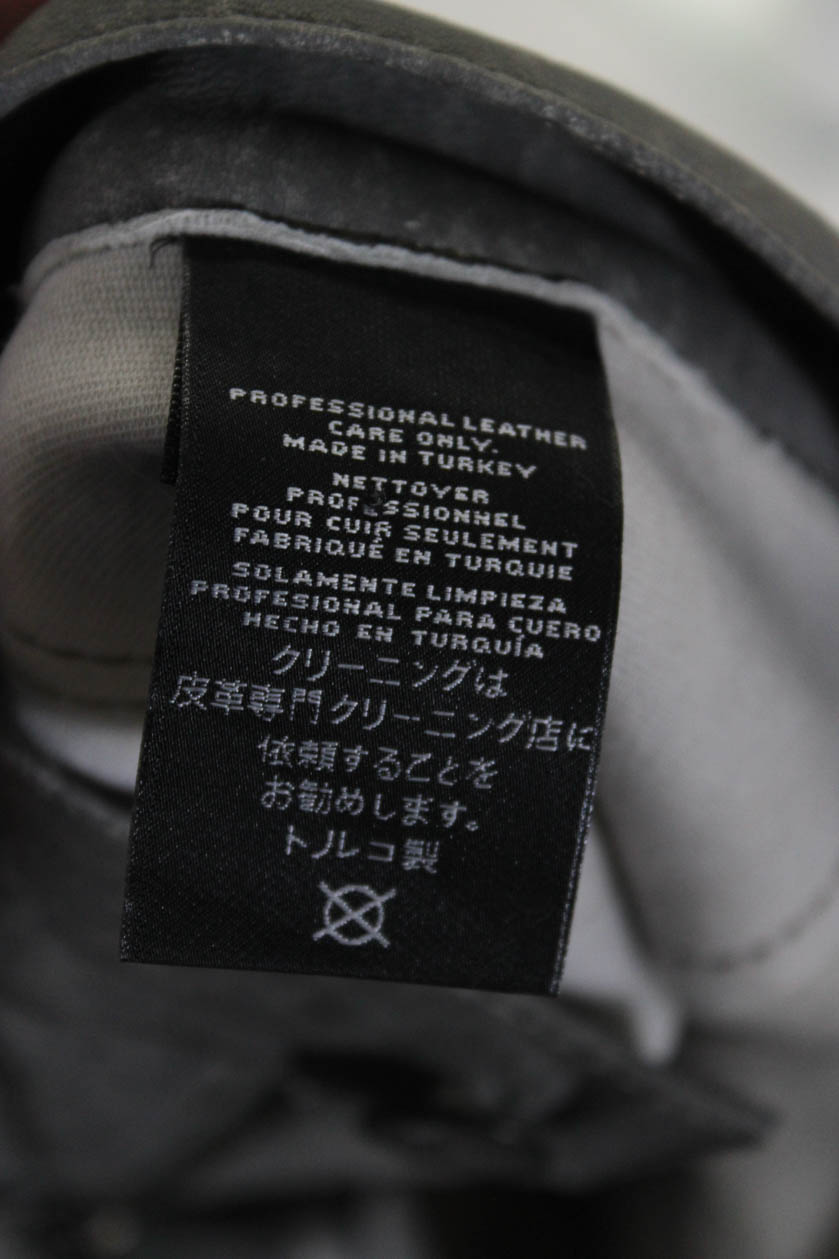 PROFESSIONAL LEATHER
CARE ONLY.
MADE IN TURKEY
NETTOYER
PROFESSIONNEL
POUR CUIR SEULEMENT
FABRIQUÉ EN TURQUIE
SOLAMENTE LIMPIEZA
PROFESIONAL PARA CUERO
HECHO EN TURQUÍA
クリーニングは
皮革専門クリーニング店に
依頼することを
お勧めします。
トルコ製